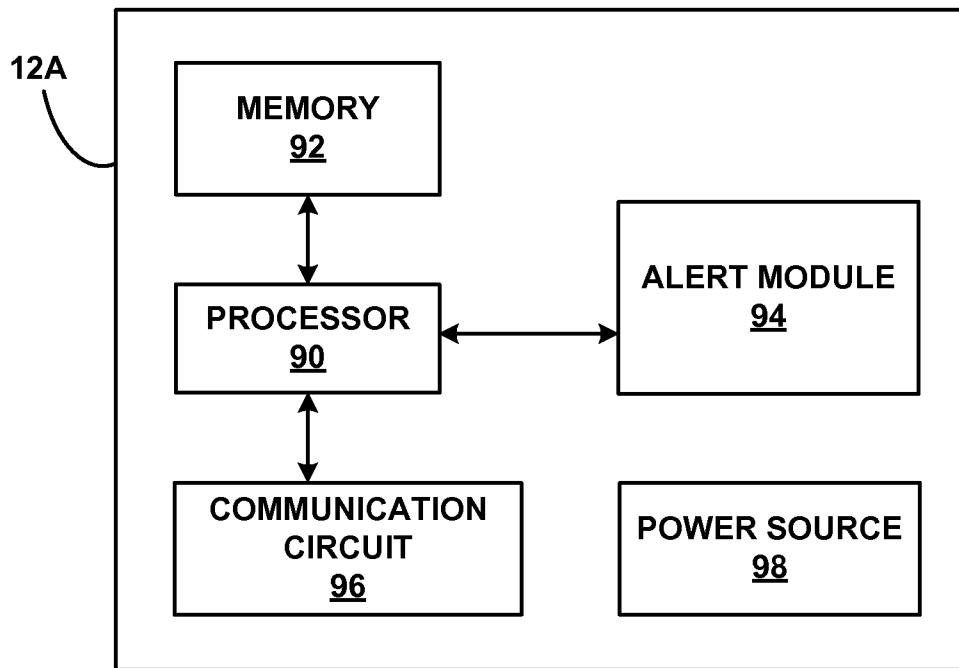 12A
MEMORY
92
PROCESSOR
90
ALERT MODULE
94
COMMUNICATION
CIRCUIT
96
POWER SOURCE
98